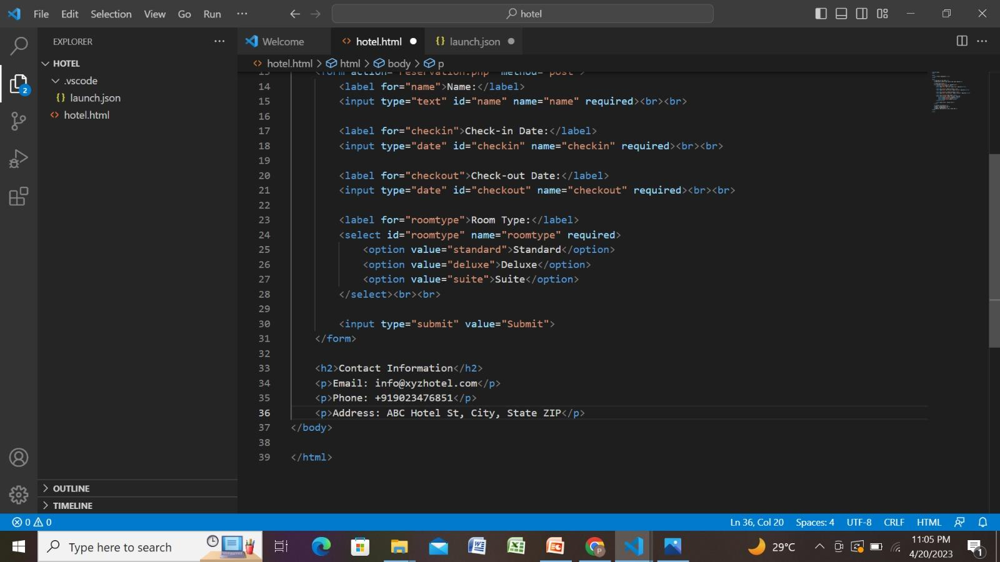 File Edit Selection View Go Run ···
hotel
EXPLORER
HOTEL
.vscode
{} launch.json
<> hotel.html
2
Welcome
<> hotel.html
{} launch.json
<> hotel.html > html > body > p
13 <form action="reservation.php" method="post">
14 <label for="name">Name:</label>
15 <input type="text" id="name" name="name" required><br><br>
16
17 <label for="checkin">Check-in Date:</label>
18 <input type="date" id="checkin" name="checkin" required><br><br>
19
20 <label for="checkout">Check-out Date:</label>
21 <input type="date" id="checkout" name="checkout" required><br><br>
22
23 <label for="roomtype">Room Type:</label>
24 <select id="roomtype" name="roomtype" required>
25 <option value="standard">Standard</option>
26 <option value="deluxe">Deluxe</option>
27 <option value="suite">Suite</option>
28 </select><br><br>
29
30 <input type="submit" value="Submit">
31 </form>
32
33 <h2>Contact Information</h2>
34 <p>Email: info@xyzhotel.com</p>
35 <p>Phone: +919023476851</p>
36 <p>Address: ABC Hotel St, City, State ZIP</p>
37 </body>
38
39 </html>
OUTLINE
TIMELINE
0 0
Ln 36, Col 20 Spaces: 4 UTF-8 CRLF HTML
Type here to search
29°C
11:05 PM
4/20/2023
1